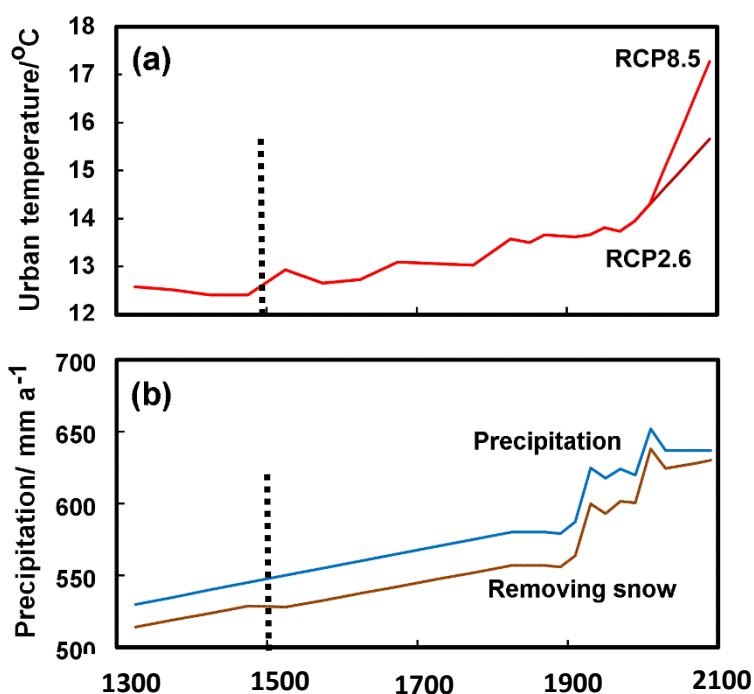 18
17
16
15
14
13
12
Urban temperature/°C
(a)
RCP8.5
RCP2.6
700
650
600
550
500
Precipitation/ mm a⁻¹
(b)
Precipitation
Removing snow
1300
1500
1700
1900
2100